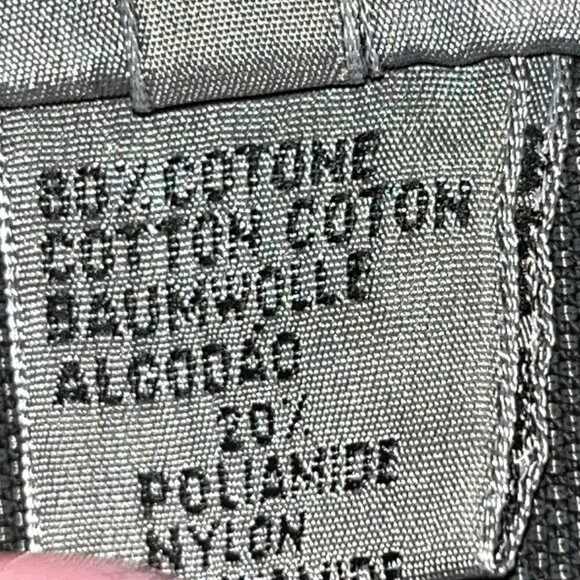 80% COTONE
COTTON COTON
BAUMWOLLE
ALGODAO
20%
POLIAMIDE
NYLON